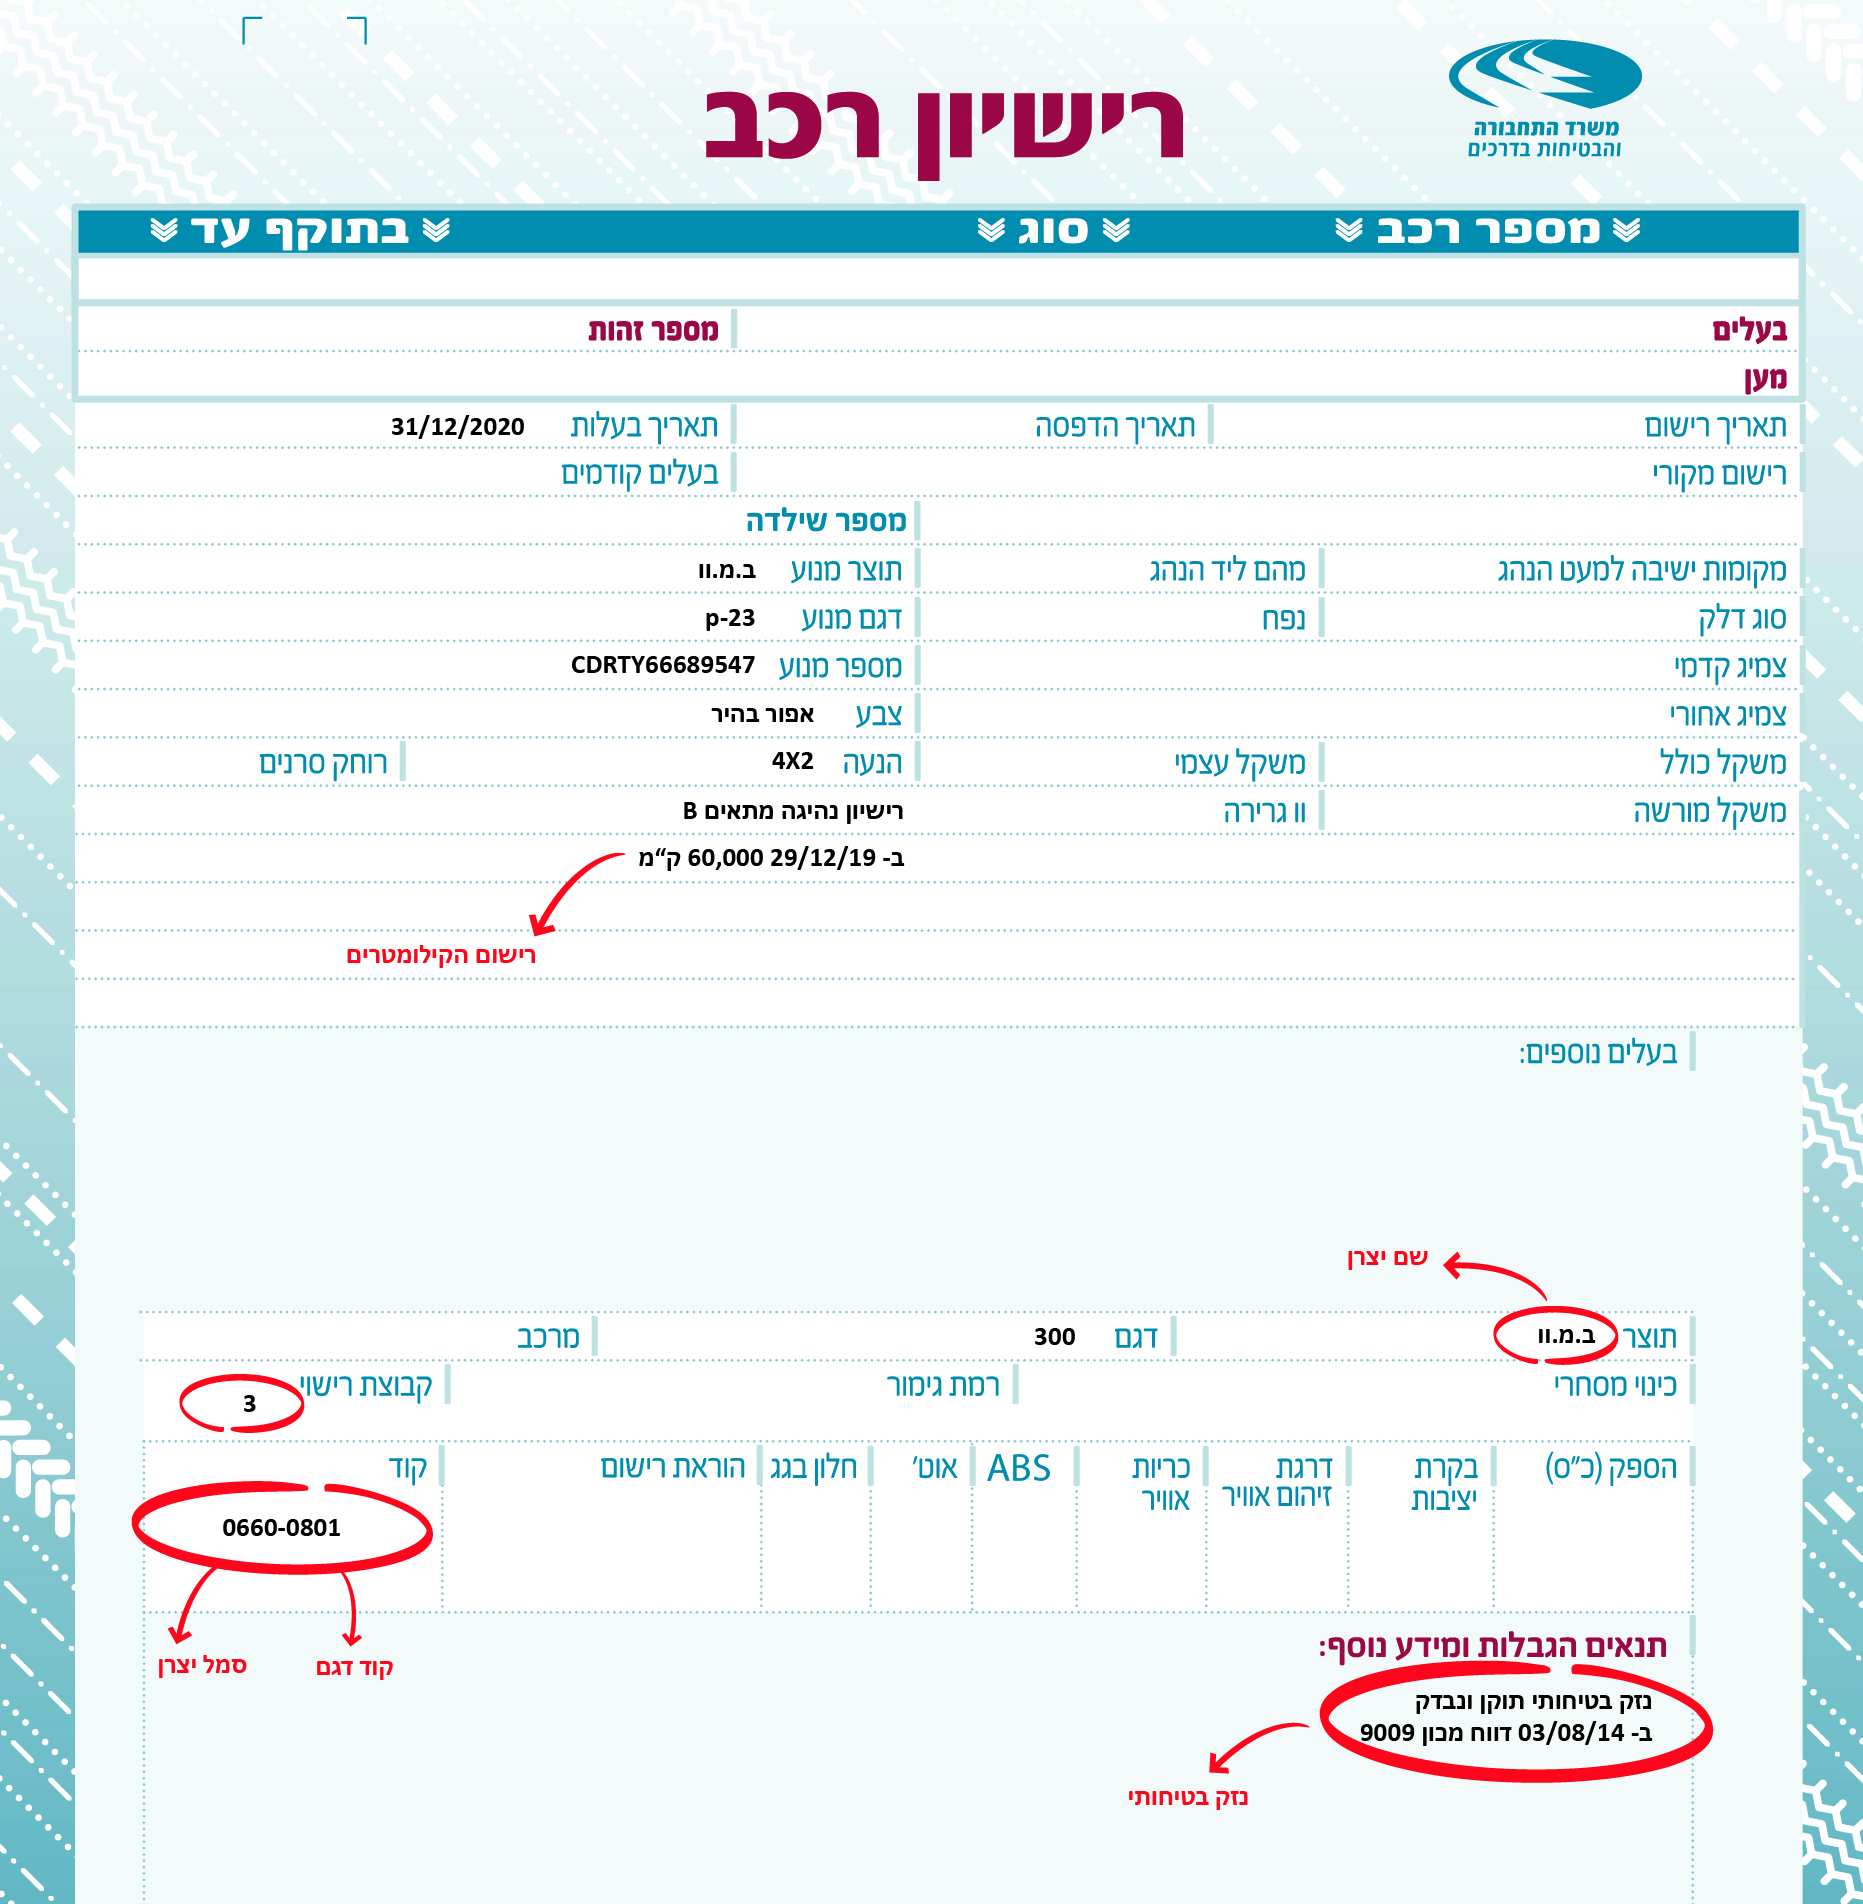 משרד התחבורה
והבטיחות בדרכים
רישיון רכב
מספר רכב סוג בתוקף עד
בעלים מספר זהות
מען
תאריך רישום תאריך הדפסה תאריך בעלות 31/12/2020
רישום מקורי בעלים קודמים
מספר שילדה
מקומות ישיבה למעט הנהג מהם ליד הנהג תוצר מנוע ב.מ.וו
סוג דלק נפח דגם מנוע p-23
צמיג קדמי מספר מנוע CDRTY66689547
צמיג אחורי צבע אפור בהיר
משקל כולל משקל עצמי הנעה 4X2 רוחק סרנים
משקל מורשה וו גרירה רישיון נהיגה מתאים B
ב- 29/12/19 60,000 ק"מ
רישום הקילומטרים
בעלים נוספים:
שם יצרן
תוצר ב.מ.וו דגם 300 מרכב
כינוי מסחרי רמת גימור קבוצת רישוי 3
הספק (כ"ס) בקרת יציבות דרגת זיהום אוויר כריות אוויר ABS אוט' חלון בגג הוראת רישום קוד
0660-0801
קוד דגם סמל יצרן
תנאים הגבלות ומידע נוסף:
נזק בטיחותי תוקן ונבדק
ב- 03/08/14 דווח מכון 9009
נזק בטיחותי